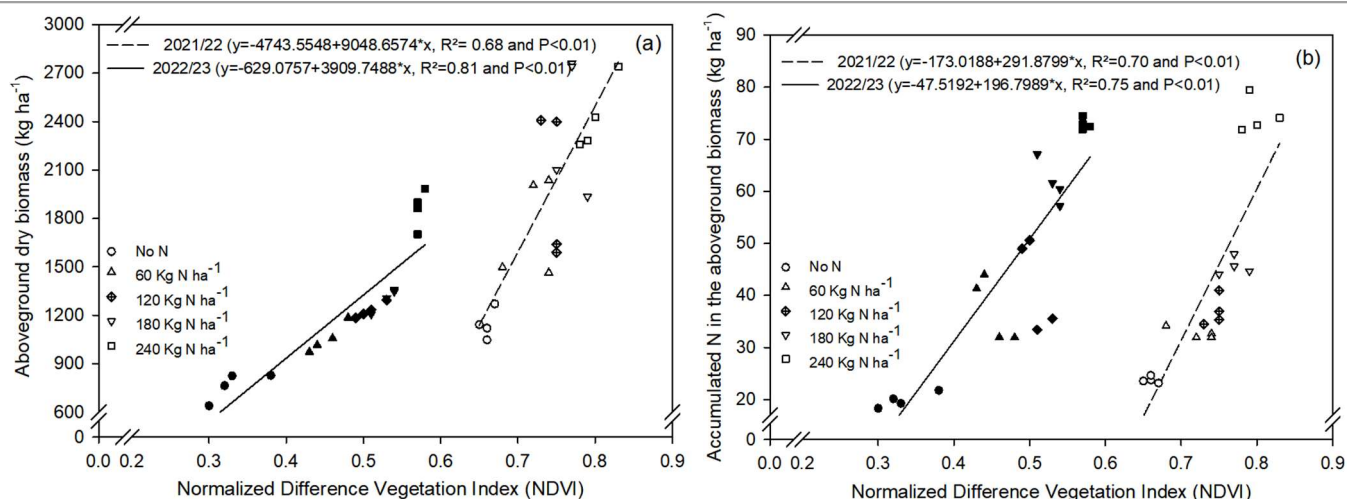 3000
2700
2400
2100
1800
1500
1200
900
600
0
Aboveground dry biomass (kg ha⁻¹)
2021/22 (y=-4743.5548+9048.6574*x, R²= 0.68 and P<0.01)
2022/23 (y=-629.0757+3909.7488*x, R²=0.81 and P<0.01)
(a)
No N
60 Kg N ha⁻¹
120 Kg N ha⁻¹
180 Kg N ha⁻¹
240 Kg N ha⁻¹
0.0 0.2 0.3 0.4 0.5 0.6 0.7 0.8 0.9
Normalized Difference Vegetation Index (NDVI)
90
80
70
60
50
40
30
20
0
Accumulated N in the aboveground biomass (kg ha⁻¹)
2021/22 (y=-173.0188+291.8799*x, R²=0.70 and P<0.01)
2022/23 (y=-47.5192+196.7989*x, R²=0.75 and P<0.01)
(b)
No N
60 Kg N ha⁻¹
120 Kg N ha⁻¹
180 Kg N ha⁻¹
240 Kg N ha⁻¹
0.0 0.2 0.3 0.4 0.5 0.6 0.7 0.8 0.9
Normalized Difference Vegetation Index (NDVI)